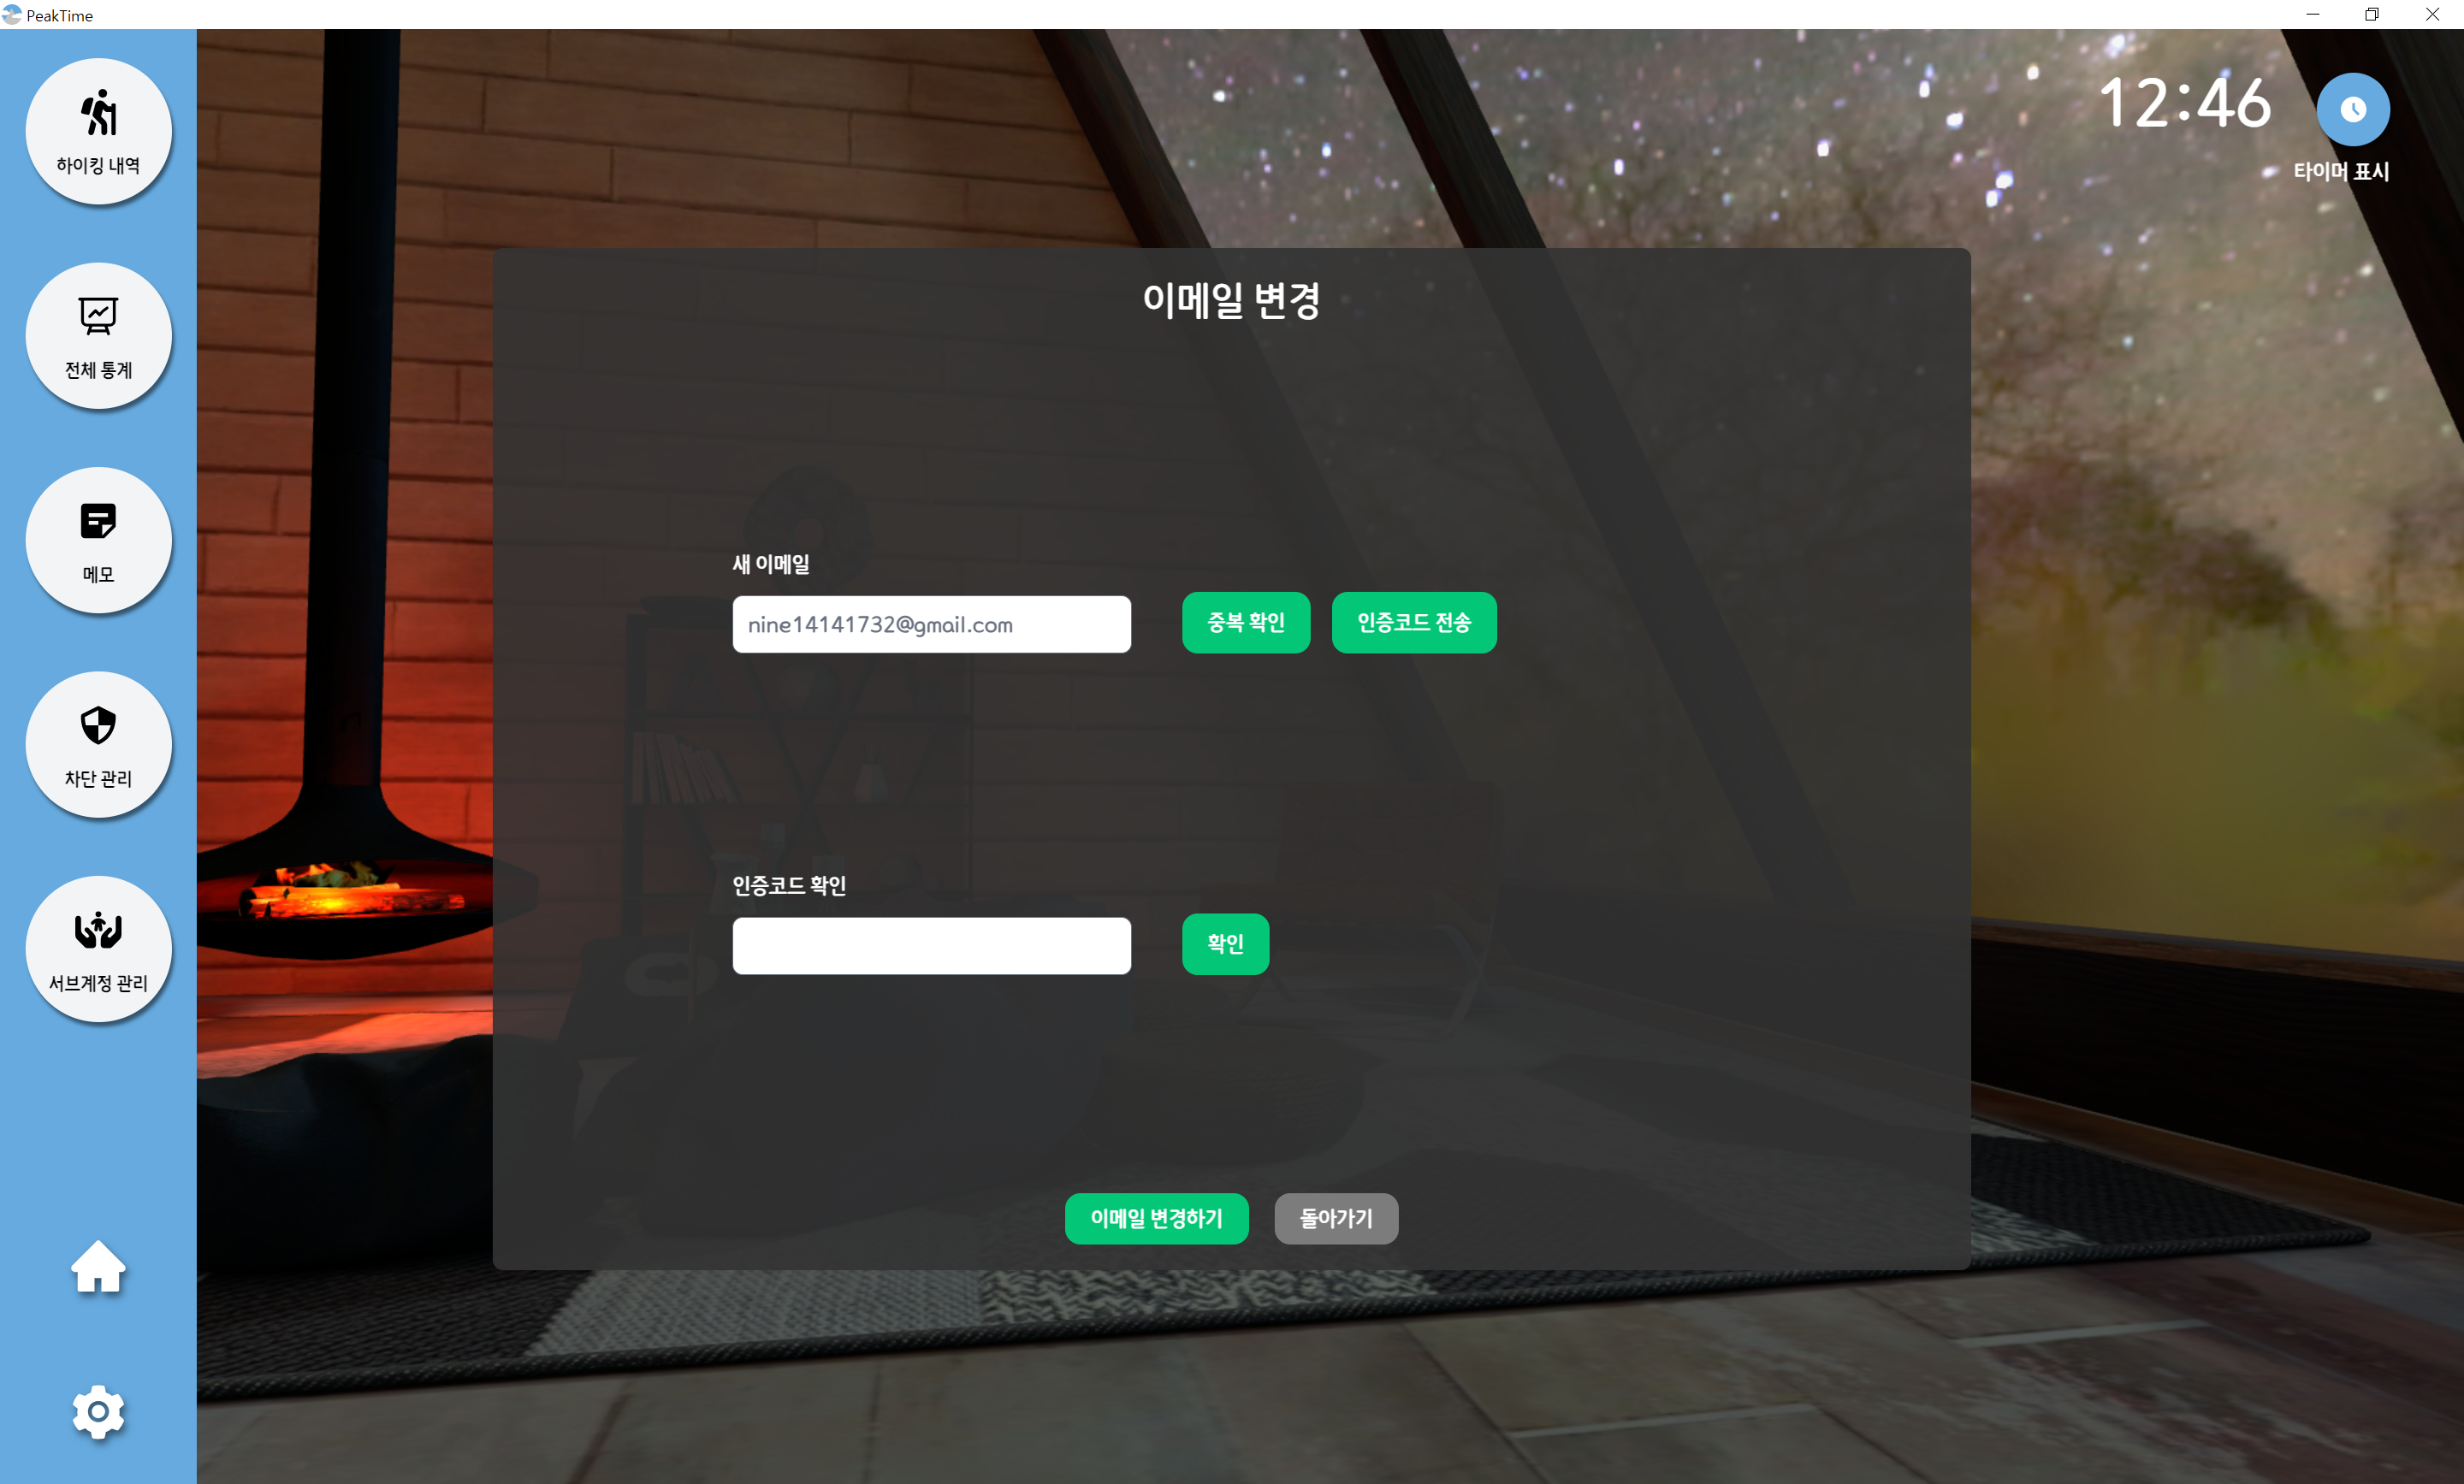 PeakTime
하이킹 내역
전체 통계
메모
차단 관리
서브계정 관리
12:46
타이머 표시
이메일 변경
새 이메일
nine14141732@gmail.com
중복 확인
인증코드 전송
인증코드 확인
확인
이메일 변경하기
돌아가기